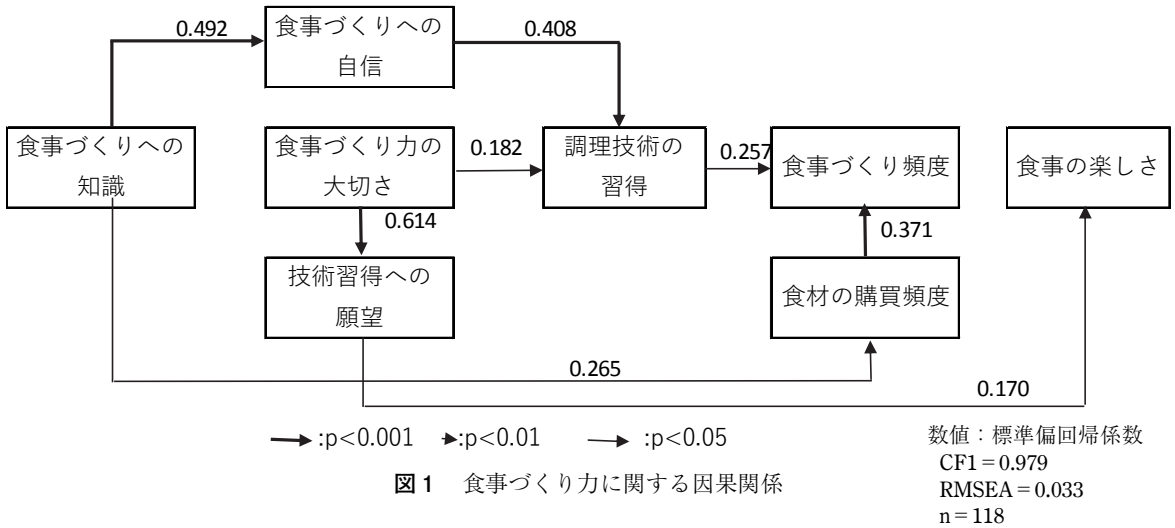 0.492
食事づくりへの
自信
0.408
食事づくりへの
知識
食事づくり力の
大切さ
0.182
調理技術の
習得
0.257
食事づくり頻度
食事の楽しさ
0.614
0.371
技術習得への
願望
食材の購買頻度
0.265
0.170
:p<0.001 :p<0.01 :p<0.05
数値：標準偏回帰係数
CF1＝0.979
図1 食事づくり力に関する因果関係
RMSEA＝0.033
n＝118